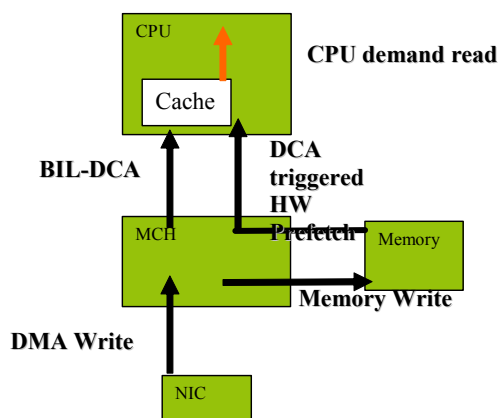 CPU
CPU demand read
Cache
BIL-DCA
DCA
triggered
HW
Prefetch
MCH
Memory
Memory Write
DMA Write
NIC